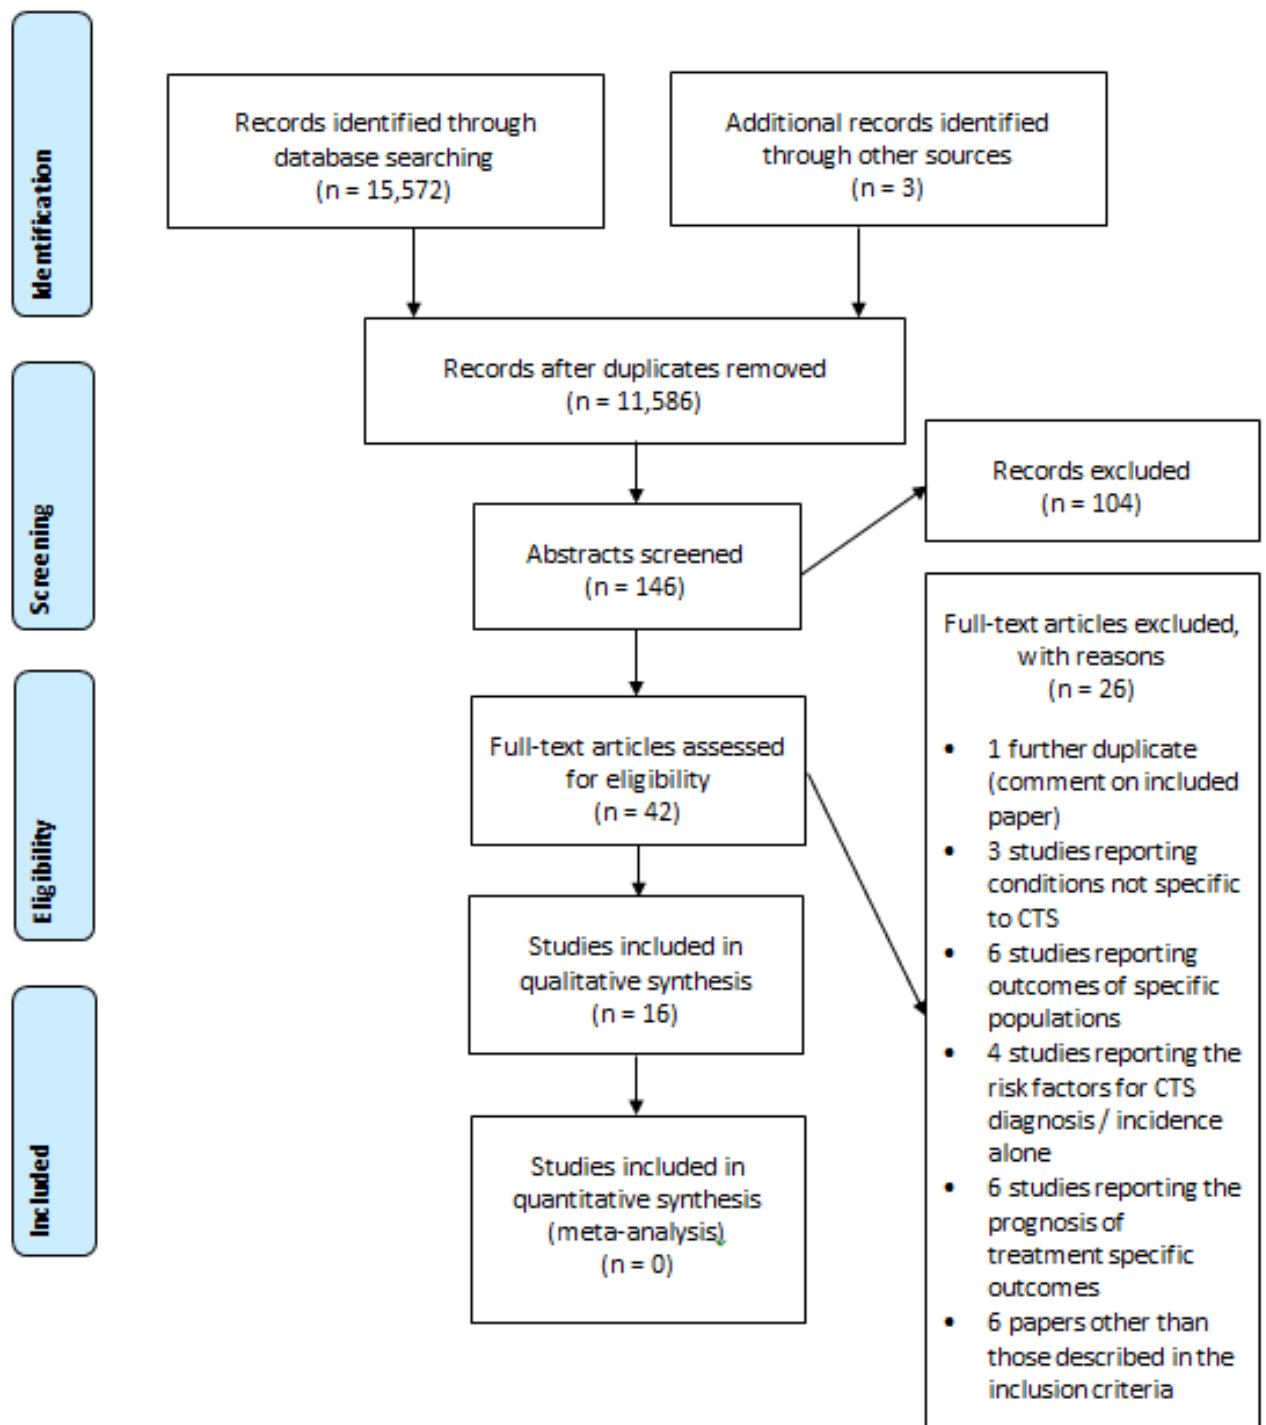 Identification
Records identified through
database searching
(n = 15,572)
Additional records identified
through other sources
(n = 3)
Records after duplicates removed
(n = 11,586)
Screening
Abstracts screened
(n = 146)
Records excluded
(n = 104)
Eligibility
Full-text articles assessed
for eligibility
(n = 42)
Full-text articles excluded,
with reasons
(n = 26)
• 1 further duplicate
(comment on included
paper)
• 3 studies reporting
conditions not specific
to CTS
• 6 studies reporting
outcomes of specific
populations
• 4 studies reporting the
risk factors for CTS
diagnosis / incidence
alone
• 6 studies reporting the
prognosis of
treatment specific
outcomes
• 6 papers other than
those described in the
inclusion criteria
Studies included in
qualitative synthesis
(n = 16)
Included
Studies included in
quantitative synthesis
(meta-analysis)
(n = 0)